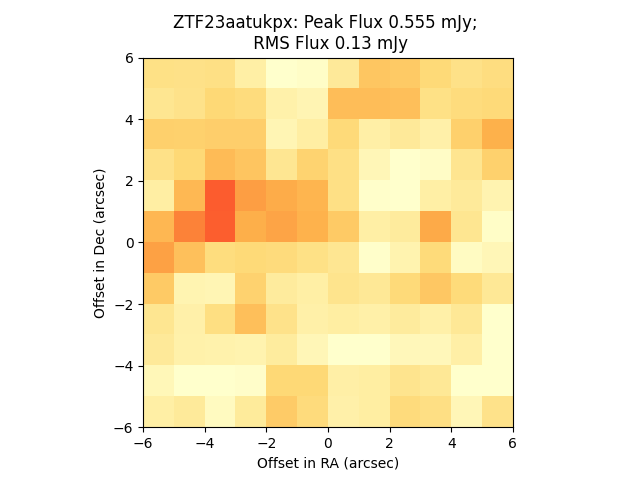 ZTF23aatukpx: Peak Flux 0.555 mJy;
RMS Flux 0.13 mJy
6
4
2
0
−2
−4
−6
Offset in Dec (arcsec)
−6 −4 −2 0 2 4 6
Offset in RA (arcsec)